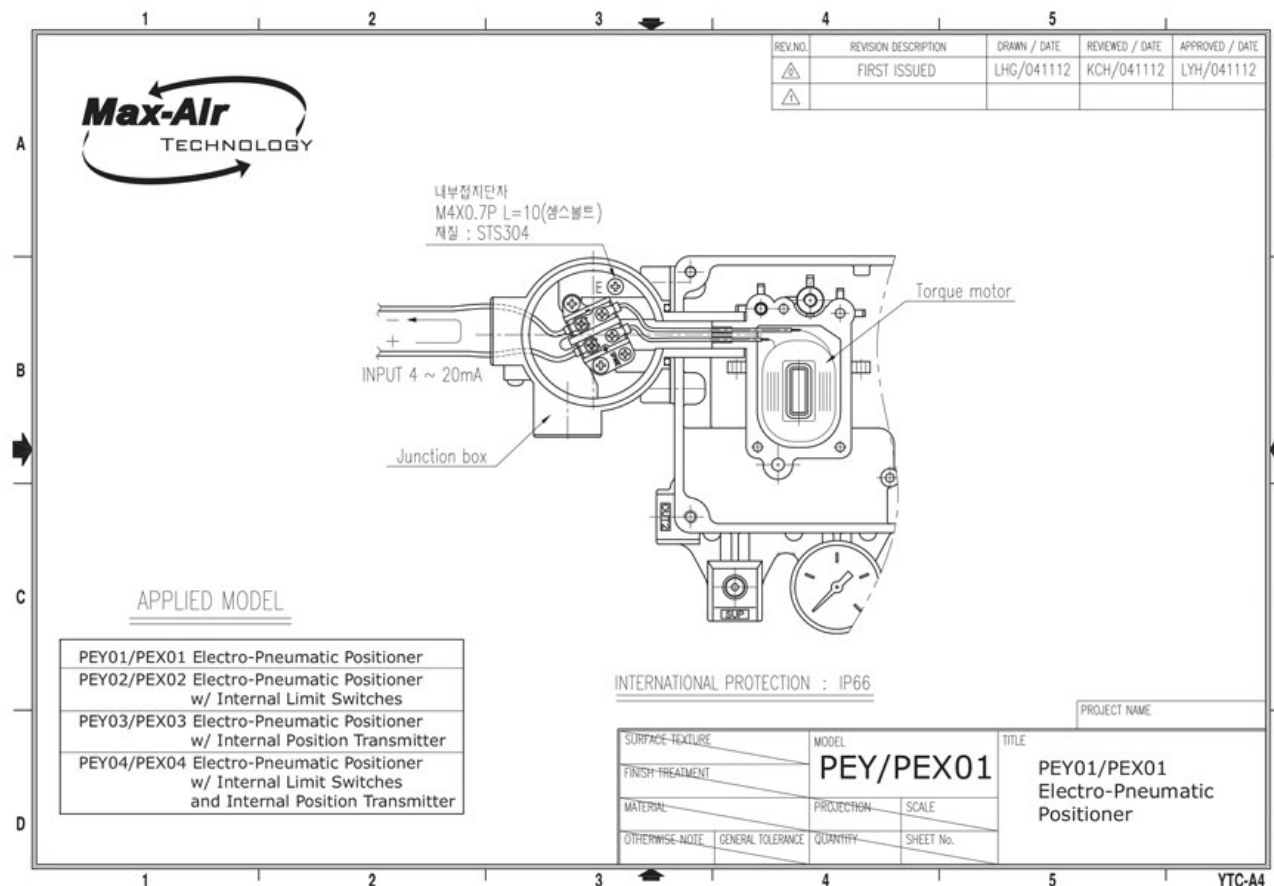 1 2 3 4 5
REV.NO. REVISION DESCRIPTION DRAWN / DATE REVIEWED / DATE APPROVED / DATE
0 FIRST ISSUED LHG/041112 KCH/041112 LYH/041112
1
Max-Air
TECHNOLOGY
A
내부접지단자
M4X0.7P L=10(쎔스볼트)
재질 : STS304
E
Torque motor
−
+
B
INPUT 4 ~ 20mA
Junction box
OUT2
SUP
C
APPLIED MODEL
PEY01/PEX01 Electro-Pneumatic Positioner
PEY02/PEX02 Electro-Pneumatic Positioner
w/ Internal Limit Switches
PEY03/PEX03 Electro-Pneumatic Positioner
w/ Internal Position Transmitter
PEY04/PEX04 Electro-Pneumatic Positioner
w/ Internal Limit Switches
and Internal Position Transmitter
INTERNATIONAL PROTECTION : IP66
PROJECT NAME
SURFACE TEXTURE
FINISH TREATMENT
MATERIAL
OTHERWISE NOTE GENERAL TOLERANCE
MODEL
PEY/PEX01
PROJECTION SCALE
QUANTITY SHEET No.
TITLE
PEY01/PEX01
Electro-Pneumatic
Positioner
D
1 2 3 4 5
YTC-A4